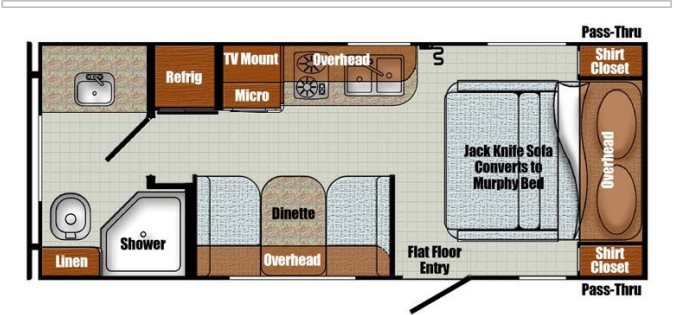 Pass-Thru
Refrig
TV Mount
Overhead
Micro
Shirt
Closet
Jack Knife Sofa
Converts to
Murphy Bed
Overhead
Dinette
Shower
Linen
Overhead
Flat Floor
Entry
Shirt
Closet
Pass-Thru